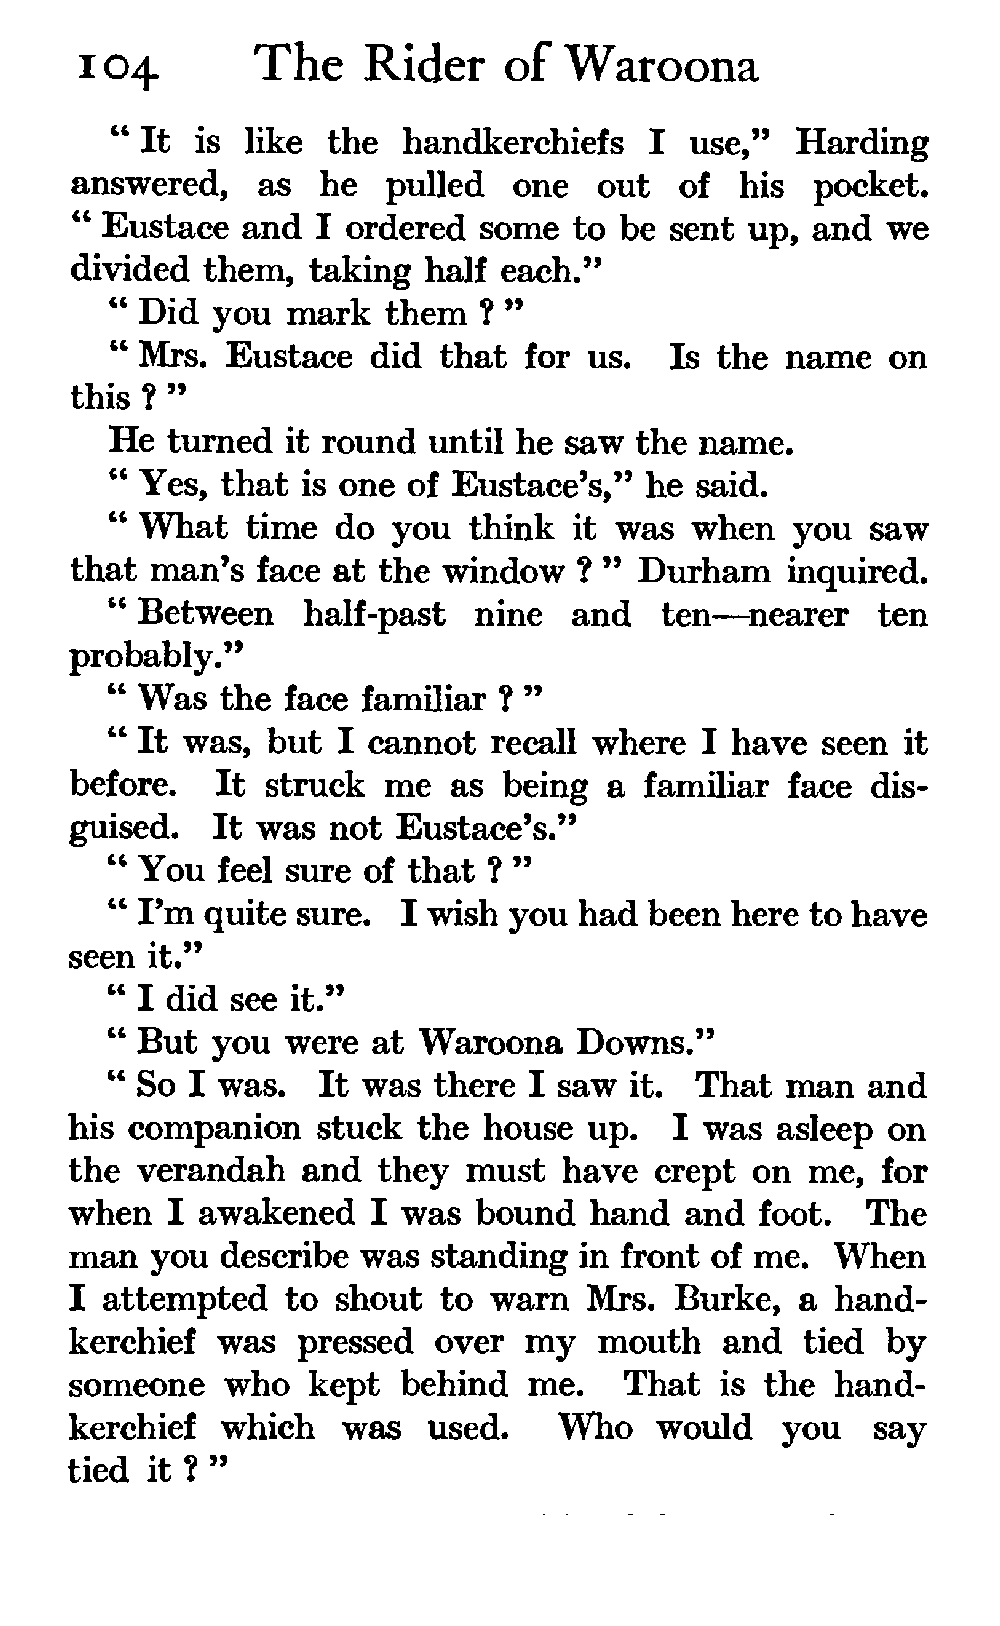 104 The Rider of Waroona
“ It is like the handkerchiefs I use,” Harding
answered, as he pulled one out of his pocket.
“ Eustace and I ordered some to be sent up, and we
divided them, taking half each.”
“ Did you mark them ? ”
“ Mrs. Eustace did that for us. Is the name on
this ? ”
He turned it round until he saw the name.
“ Yes, that is one of Eustace’s,” he said.
“ What time do you think it was when you saw
that man’s face at the window ? ” Durham inquired.
“ Between half-past nine and ten—nearer ten
probably.”
“ Was the face familiar ? ”
“ It was, but I cannot recall where I have seen it
before. It struck me as being a familiar face dis-
guised. It was not Eustace’s.”
“ You feel sure of that ? ”
“ I’m quite sure. I wish you had been here to have
seen it.”
“ I did see it.”
“ But you were at Waroona Downs.”
“ So I was. It was there I saw it. That man and
his companion stuck the house up. I was asleep on
the verandah and they must have crept on me, for
when I awakened I was bound hand and foot. The
man you describe was standing in front of me. When
I attempted to shout to warn Mrs. Burke, a hand-
kerchief was pressed over my mouth and tied by
someone who kept behind me. That is the hand-
kerchief which was used. Who would you say
tied it ? ”